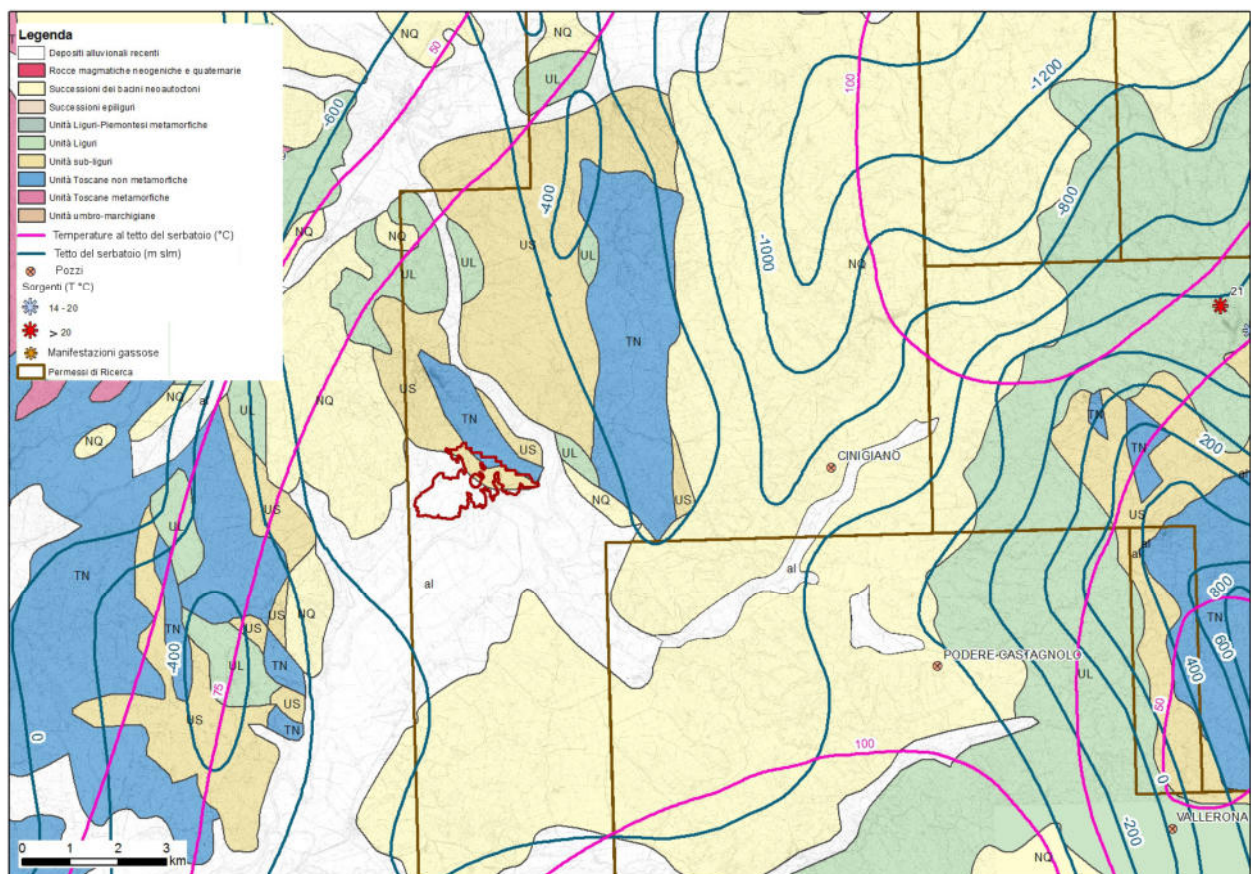 Legenda
Depositi alluvionali recenti
Rocce magmatiche neogeniche e quaternarie
Successioni dei bacini neoautoctoni
Successioni epiliguri
Unità Liguri-Piemontesi metamorfiche
Unità Liguri
Unità sub-liguri
Unità Toscane non metamorfiche
Unità Toscane metamorfiche
Unità umbro-marchigiane
Temperature al tetto del serbatoio (°C)
Tetto del serbatoio (m slm)
Pozzi
Sorgenti (T °C)
14 - 20
> 20
Manifestazioni gassose
Permessi di Ricerca
NQ
50
NQ
UL
-600
100
-1200
-400
TN
-800
NQ
NQ
US
UL
UL
UL
-1000
NQ
21
TN
NQ
al
UL
NQ
US
TN
US
UL
NQ
US
TN
TN
200
al
NQ
CINIGIANO
US
UL
US
al
al
TN
al
al
NQ
800
TN
600
400
TN
US
US
-400
UL
TN
75
US
US
TN
PODERE CASTAGNOLO
UL
50
0
100
0
VALLERONA
-200
NQ
0 1 2 3
km